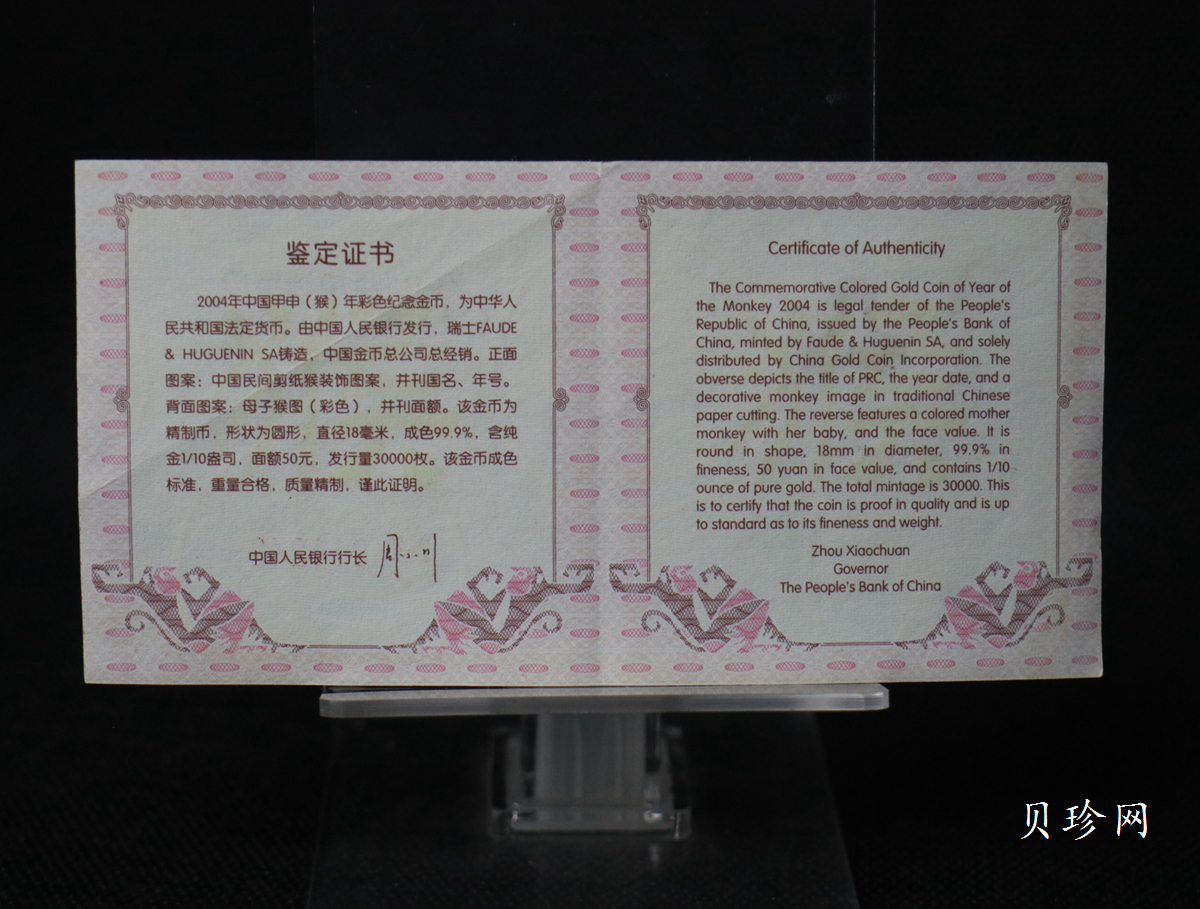 鉴定证书
2004年中国甲申（猴）年彩色纪念金币，为中华人
民共和国法定货币。由中国人民银行发行，瑞士FAUDE
& HUGUENIN SA铸造，中国金币总公司总经销。正面
图案：中国民间剪纸猴装饰图案，并刊国名、年号。
背面图案：母子猴图（彩色），并刊面额。该金币为
精制币，形状为圆形，直径18毫米，成色99.9%，含纯
金1/10盎司，面额50元，发行量30000枚。该金币成色
标准，重量合格，质量精制，谨此证明。
中国人民银行行长 周小川
Certificate of Authenticity
The Commemorative Colored Gold Coin of Year of
the Monkey 2004 is legal tender of the People's
Republic of China, issued by the People's Bank of
China, minted by Faude & Huguenin SA, and solely
distributed by China Gold Coin Incorporation. The
obverse depicts the title of PRC, the year date, and a
decorative monkey image in traditional Chinese
paper cutting. The reverse features a colored mother
monkey with her baby, and the face value. It is
round in shape, 18mm in diameter, 99.9% in
fineness, 50 yuan in face value, and contains 1/10
ounce of pure gold. The total mintage is 30000. This
is to certify that the coin is proof in quality and is up
to standard as to its fineness and weight.
Zhou Xiaochuan
Governor
The People's Bank of China
贝珍网